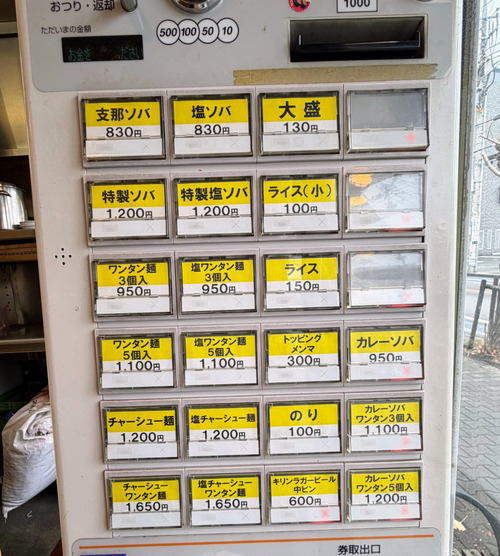 おつり・返却
1000
ただいまの金額
500 100 50 10
支那ソバ
830円
塩ソバ
830円
大盛
130円
特製ソバ
1,200円
特製塩ソバ
1,200円
ライス(小)
100円
ワンタン麺
3個入
950円
塩ワンタン麺
3個入
950円
ライス
150円
ワンタン麺
5個入
1,100円
塩ワンタン麺
5個入
1,100円
トッピング
メンマ
300円
カレーソバ
950円
チャーシュー麺
1,200円
塩チャーシュー麺
1,200円
のり
100円
カレーソバ
ワンタン3個入
1,100円
チャーシュー
ワンタン麺
1,650円
塩チャーシュー
ワンタン麺
1,650円
キリンラガービール
中ビン
600円
カレーソバ
ワンタン5個入
1,200円
券取出口